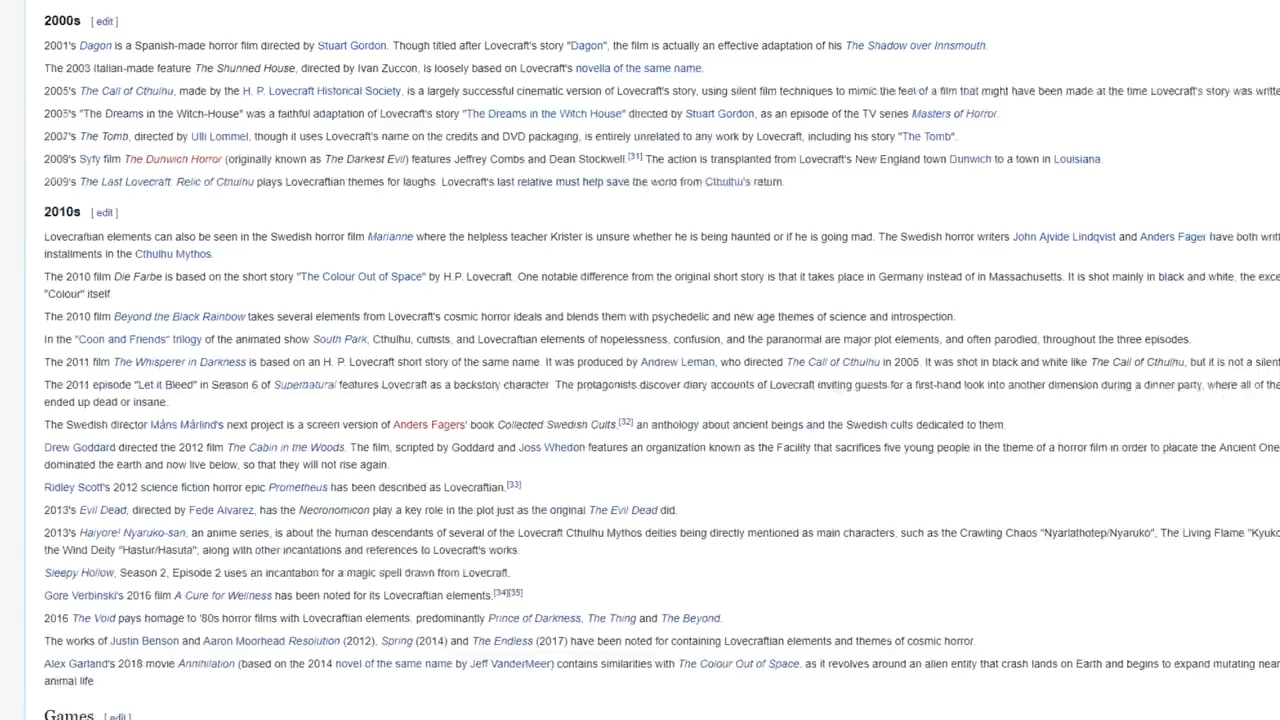 2000s [ edit ]
2001's Dagon is a Spanish-made horror film directed by Stuart Gordon. Though titled after Lovecraft's story "Dagon", the film is actually an effective adaptation of his The Shadow over Innsmouth.
The 2003 Italian-made feature The Shunned House, directed by Ivan Zuccon, is loosely based on Lovecraft's novella of the same name.
2005's The Call of Cthulhu, made by the H. P. Lovecraft Historical Society, is a largely successful cinematic version of Lovecraft's story, using silent film techniques to mimic the feel of a film that might have been made at the time Lovecraft's story was
2005's "The Dreams in the Witch-House" was a faithful adaptation of Lovecraft's story "The Dreams in the Witch House" directed by Stuart Gordon, as an episode of the TV series Masters of Horror.
2007's The Tomb, directed by Ulli Lommel, though it uses Lovecraft's name on the credits and DVD packaging, is entirely unrelated to any work by Lovecraft, including his story "The Tomb".
2009's Syfy film The Dunwich Horror (originally known as The Darkest Evil) features Jeffrey Combs and Dean Stockwell.[31] The action is transplanted from Lovecraft's New England town Dunwich to a town in Louisiana.
2009's The Last Lovecraft: Relic of Cthulhu plays Lovecraftian themes for laughs. Lovecraft's last relative must help save the world from Cthulhu's return.
2010s [ edit ]
Lovecraftian elements can also be seen in the Swedish horror film Marianne where the helpless teacher Krister is unsure whether he is being haunted or if he is going mad. The Swedish horror writers John Ajvide Lindqvist and Anders Fager have both
installments in the Cthulhu Mythos.
The 2010 film Die Farbe is based on the short story "The Colour Out of Space" by H.P. Lovecraft. One notable difference from the original short story is that it takes place in Germany instead of in Massachusetts. It is shot mainly in black and white, the
"Colour" itself
The 2010 film Beyond the Black Rainbow takes several elements from Lovecraft's cosmic horror ideals and blends them with psychedelic and new age themes of science and introspection.
In the "Coon and Friends" trilogy of the animated show South Park, Cthulhu, cultists, and Lovecraftian elements of hopelessness, confusion, and the paranormal are major plot elements, and often parodied, throughout the three episodes.
The 2011 film The Whisperer in Darkness is based on an H. P. Lovecraft short story of the same name. It was produced by Andrew Leman, who directed The Call of Cthulhu in 2005. It was shot in black and white like The Call of Cthulhu, but it is not a silent
The 2011 episode "Let it Bleed" in Season 6 of Supernatural features Lovecraft as a backstory character. The protagonists discover diary accounts of Lovecraft inviting guests for a first-hand look into another dimension during a dinner party, where all of the
ended up dead or insane.
The Swedish director Måns Mårlind's next project is a screen version of Anders Fagers' book Collected Swedish Cults,[32] an anthology about ancient beings and the Swedish cults dedicated to them.
Drew Goddard directed the 2012 film The Cabin in the Woods. The film, scripted by Goddard and Joss Whedon features an organization known as the Facility that sacrifices five young people in the theme of a horror film in order to placate the Ancient One
dominated the earth and now live below, so that they will not rise again.
Ridley Scott's 2012 science fiction horror epic Prometheus has been described as Lovecraftian.[33]
2013's Evil Dead, directed by Fede Alvarez, has the Necronomicon play a key role in the plot just as the original The Evil Dead did.
2013's Haiyore! Nyaruko-san, an anime series, is about the human descendants of several of the Lovecraft Cthulhu Mythos deities being directly mentioned as main characters, such as the Crawling Chaos "Nyarlathotep/Nyaruko", The Living Flame "Kyuko
the Wind Deity "Hastur/Hasuta", along with other incantations and references to Lovecraft's works.
Sleepy Hollow, Season 2, Episode 2 uses an incantation for a magic spell drawn from Lovecraft.
Gore Verbinski's 2016 film A Cure for Wellness has been noted for its Lovecraftian elements.[34][35]
2016 The Void pays homage to '80s horror films with Lovecraftian elements, predominantly Prince of Darkness, The Thing and The Beyond.
The works of Justin Benson and Aaron Moorhead Resolution (2012), Spring (2014) and The Endless (2017) have been noted for containing Lovecraftian elements and themes of cosmic horror.
Alex Garland's 2018 movie Annihilation (based on the 2014 novel of the same name by Jeff VanderMeer) contains similarities with The Colour Out of Space, as it revolves around an alien entity that crash lands on Earth and begins to expand mutating near
animal life
Games [ edit ]